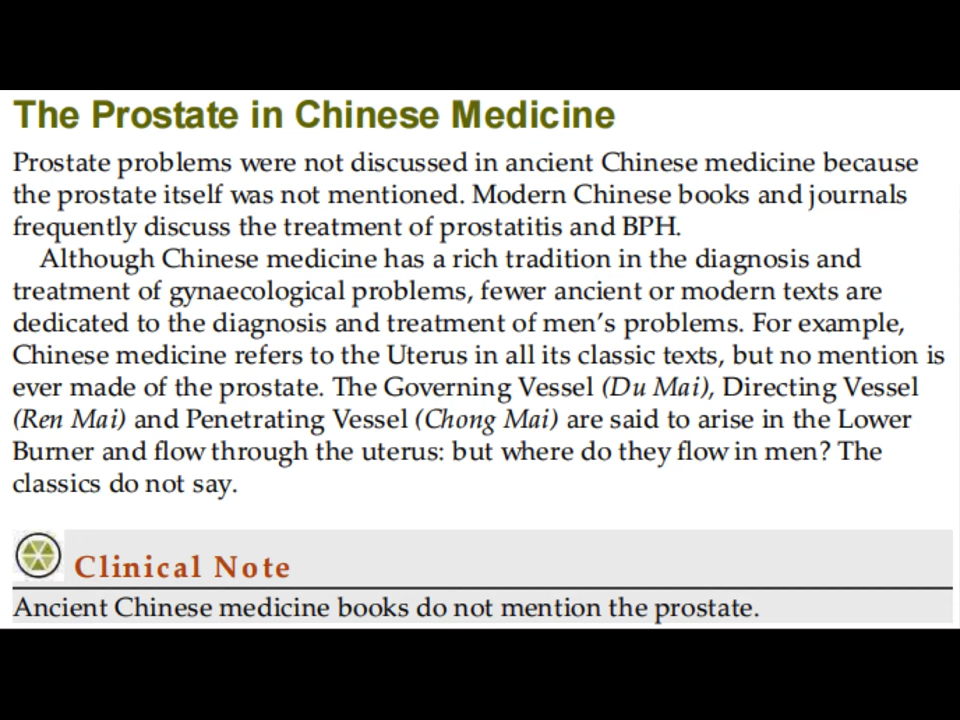 The Prostate in Chinese Medicine
Prostate problems were not discussed in ancient Chinese medicine because
the prostate itself was not mentioned. Modern Chinese books and journals
frequently discuss the treatment of prostatitis and BPH.
Although Chinese medicine has a rich tradition in the diagnosis and
treatment of gynaecological problems, fewer ancient or modern texts are
dedicated to the diagnosis and treatment of men's problems. For example,
Chinese medicine refers to the Uterus in all its classic texts, but no mention is
ever made of the prostate. The Governing Vessel (Du Mai), Directing Vessel
(Ren Mai) and Penetrating Vessel (Chong Mai) are said to arise in the Lower
Burner and flow through the uterus: but where do they flow in men? The
classics do not say.
Clinical Note
Ancient Chinese medicine books do not mention the prostate.